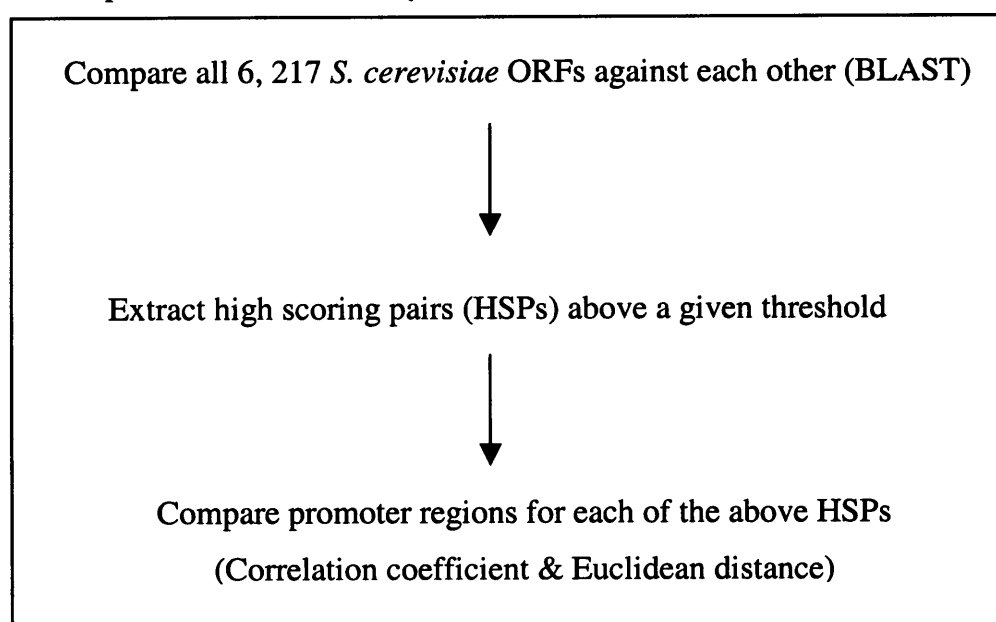 Compare all 6, 217 S. cerevisiae ORFs against each other (BLAST)
Extract high scoring pairs (HSPs) above a given threshold
Compare promoter regions for each of the above HSPs
(Correlation coefficient & Euclidean distance)